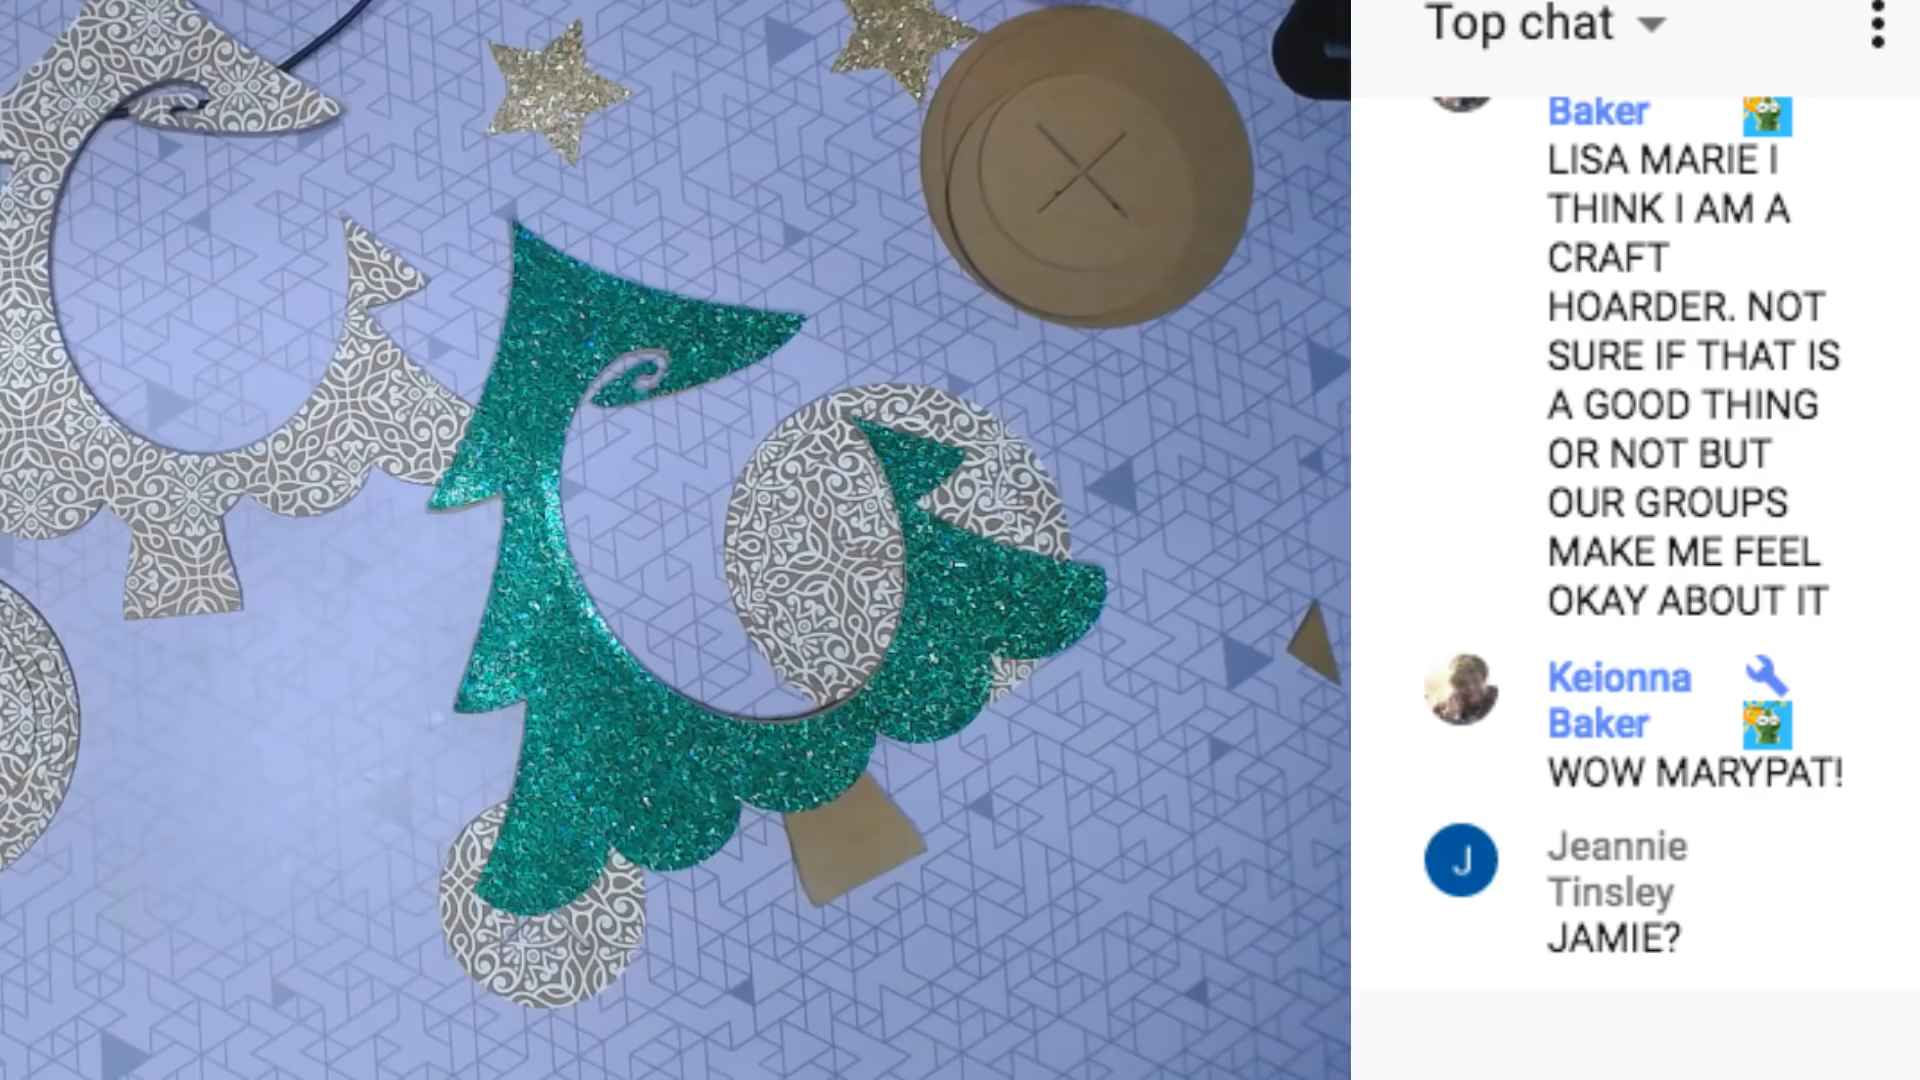 Top chat
Baker
LISA MARIE I
THINK I AM A
CRAFT
HOARDER. NOT
SURE IF THAT IS
A GOOD THING
OR NOT BUT
OUR GROUPS
MAKE ME FEEL
OKAY ABOUT IT
Keionna
Baker
WOW MARYPAT!
J
Jeannie
Tinsley
JAMIE?